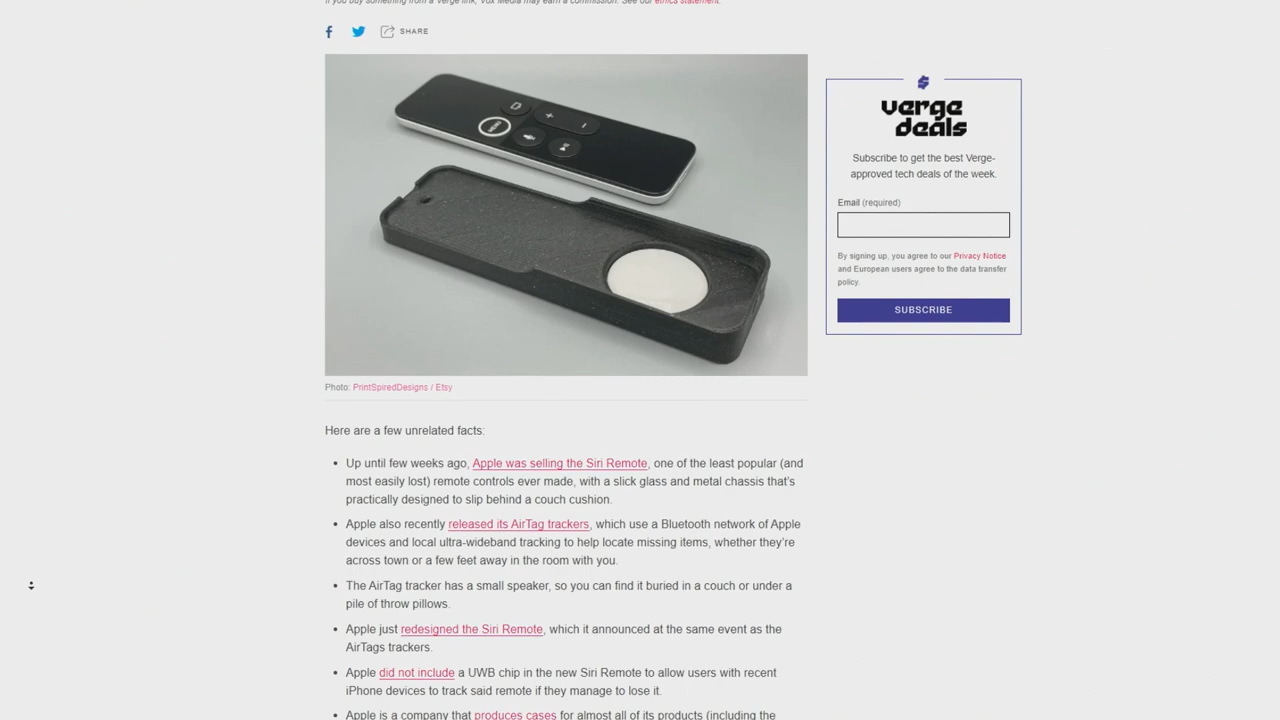 If you buy something from a Verge link, Vox Media may earn a commission. See our ethics statement.
SHARE
MENU
verge
deals
Subscribe to get the best Verge-
approved tech deals of the week.
Email (required)
By signing up, you agree to our Privacy Notice
and European users agree to the data transfer
policy.
SUBSCRIBE
Photo: PrintSpiredDesigns / Etsy
Here are a few unrelated facts:
• Up until few weeks ago, Apple was selling the Siri Remote, one of the least popular (and
most easily lost) remote controls ever made, with a slick glass and metal chassis that's
practically designed to slip behind a couch cushion.
• Apple also recently released its AirTag trackers, which use a Bluetooth network of Apple
devices and local ultra-wideband tracking to help locate missing items, whether they're
across town or a few feet away in the room with you.
• The AirTag tracker has a small speaker, so you can find it buried in a couch or under a
pile of throw pillows.
• Apple just redesigned the Siri Remote, which it announced at the same event as the
AirTags trackers.
• Apple did not include a UWB chip in the new Siri Remote to allow users with recent
iPhone devices to track said remote if they manage to lose it.
• Apple is a company that produces cases for almost all of its products (including the